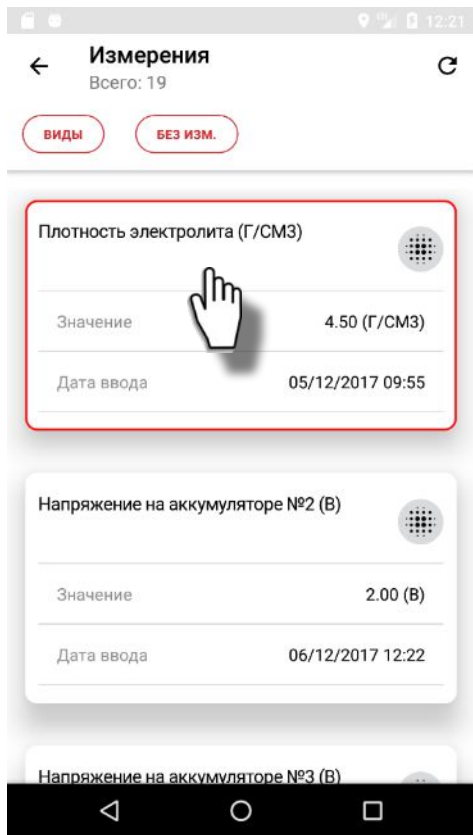 12:21
Измерения
Всего: 19
ВИДЫ
БЕЗ ИЗМ.
Плотность электролита (Г/СМ3)
Значение
4.50 (Г/СМ3)
Дата ввода
05/12/2017 09:55
Напряжение на аккумуляторе №2 (В)
Значение
2.00 (В)
Дата ввода
06/12/2017 12:22
Напряжение на аккумуляторе №3 (В)